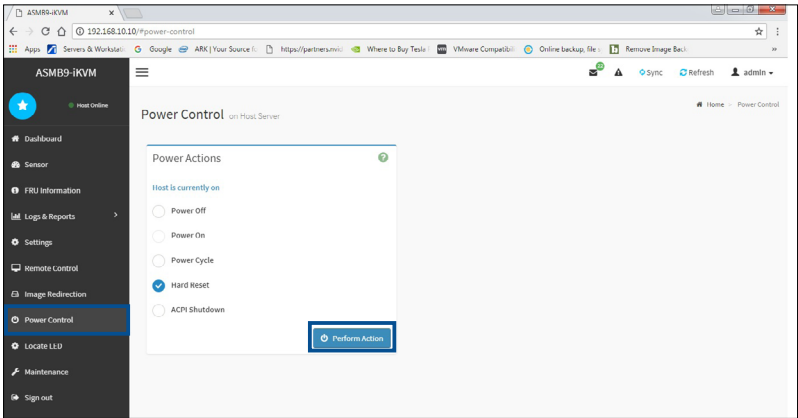 ASMB9-iKVM
192.168.10.10/#power-control
Apps Servers & Workstati Google ARK | Your Source f https://partners.nvid Where to Buy Tesla VMware Compatibil Online backup, file s Remove Image Back
ASMB9-iKVM
22
Sync Refresh admin
Host Online
Home > Power Control
Power Control on Host Server
Dashboard
Sensor
FRU Information
Logs & Reports
Settings
Remote Control
Image Redirection
Power Control
Locate LED
Maintenance
Sign out
Power Actions
Host is currently on
Power Off
Power On
Power Cycle
Hard Reset
ACPI Shutdown
Perform Action